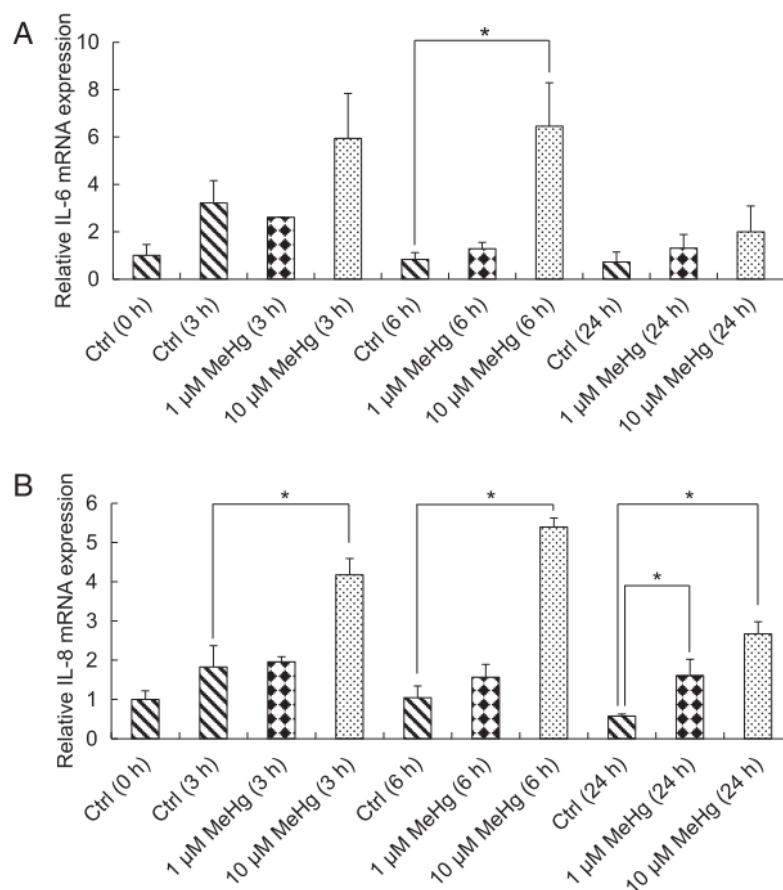 A
Relative IL-6 mRNA expression
10
8
6
4
2
0
*
Ctrl (0 h)
Ctrl (3 h)
1 µM MeHg (3 h)
10 µM MeHg (3 h)
Ctrl (6 h)
1 µM MeHg (6 h)
10 µM MeHg (6 h)
Ctrl (24 h)
1 µM MeHg (24 h)
10 µM MeHg (24 h)
B
Relative IL-8 mRNA expression
6
5
4
3
2
1
0
*
*
*
*
Ctrl (0 h)
Ctrl (3 h)
1 µM MeHg (3 h)
10 µM MeHg (3 h)
Ctrl (6 h)
1 µM MeHg (6 h)
10 µM MeHg (6 h)
Ctrl (24 h)
1 µM MeHg (24 h)
10 µM MeHg (24 h)